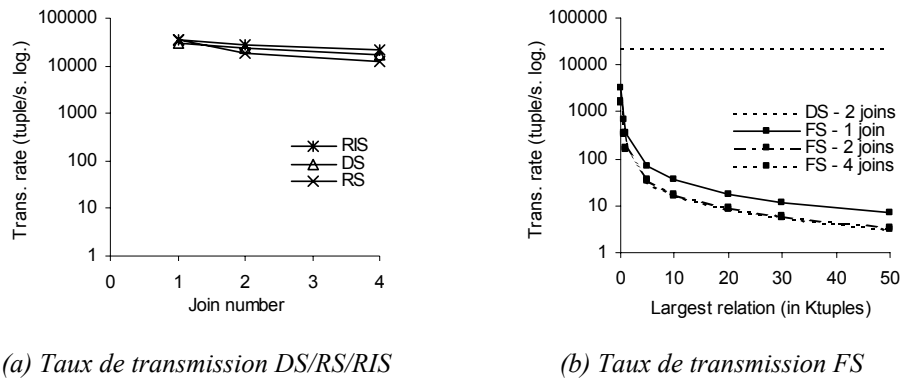 Trans. rate (tuple/s. log.)
100000
10000
1000
100
10
1
0
1
2
3
4
Join number
RIS
DS
RS
(a) Taux de transmission DS/RS/RIS
Trans. rate (tuple/s. log.)
100000
10000
1000
100
10
1
0
10
20
30
40
50
Largest relation (in Ktuples)
DS - 2 joins
FS - 1 join
FS - 2 joins
FS - 4 joins
(b) Taux de transmission FS